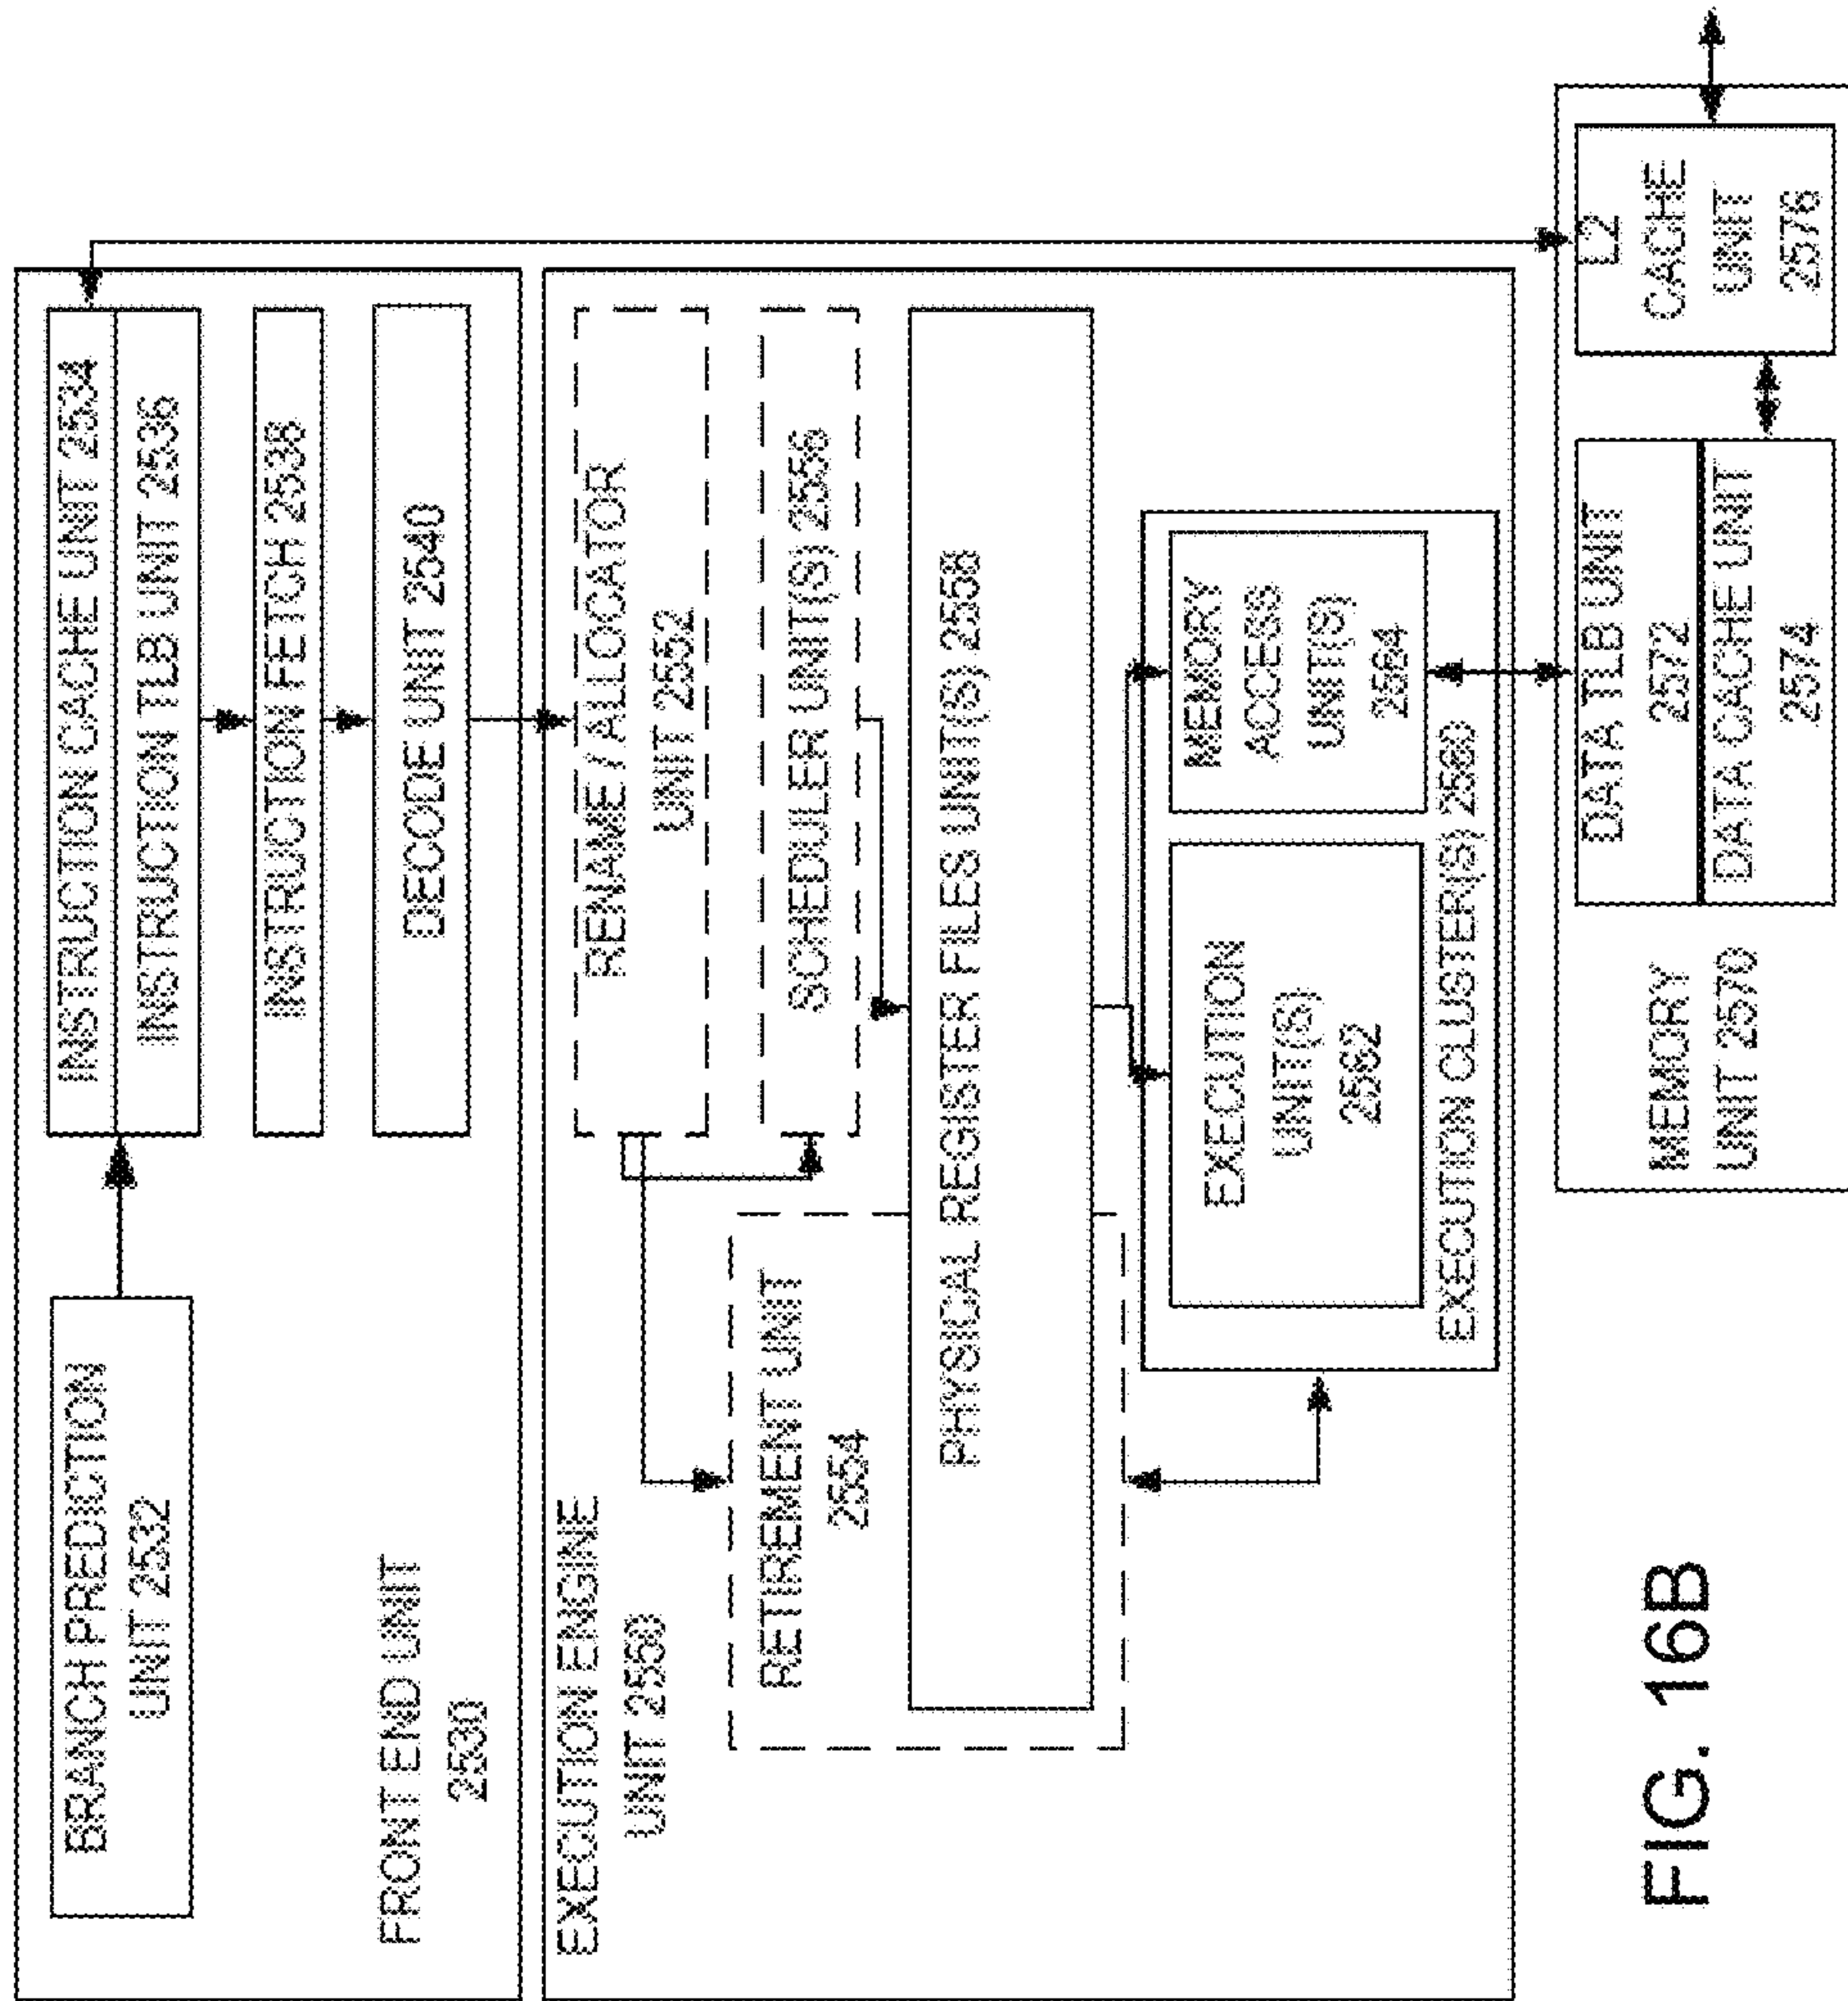 BRANCH PREDICTION
UNIT 2532
INSTRUCTION CACHE UNIT 2534
INSTRUCTION TLB UNIT 2536
INSTRUCTION FETCH 2538
DECODE UNIT 2540
FRONT END UNIT
2530
EXECUTION ENGINE
UNIT 2550
RENAME / ALLOCATOR
UNIT 2552
RETIREMENT UNIT
2554
SCHEDULER UNIT(S) 2556
PHYSICAL REGISTER FILES UNIT(S) 2558
EXECUTION
UNIT(S)
2562
MEMORY
ACCESS
UNIT(S)
2564
EXECUTION CLUSTER(S) 2560
MEMORY
UNIT 2570
DATA TLB UNIT
2572
DATA CACHE UNIT
2574
L2
CACHE
UNIT
2576
FIG. 16B